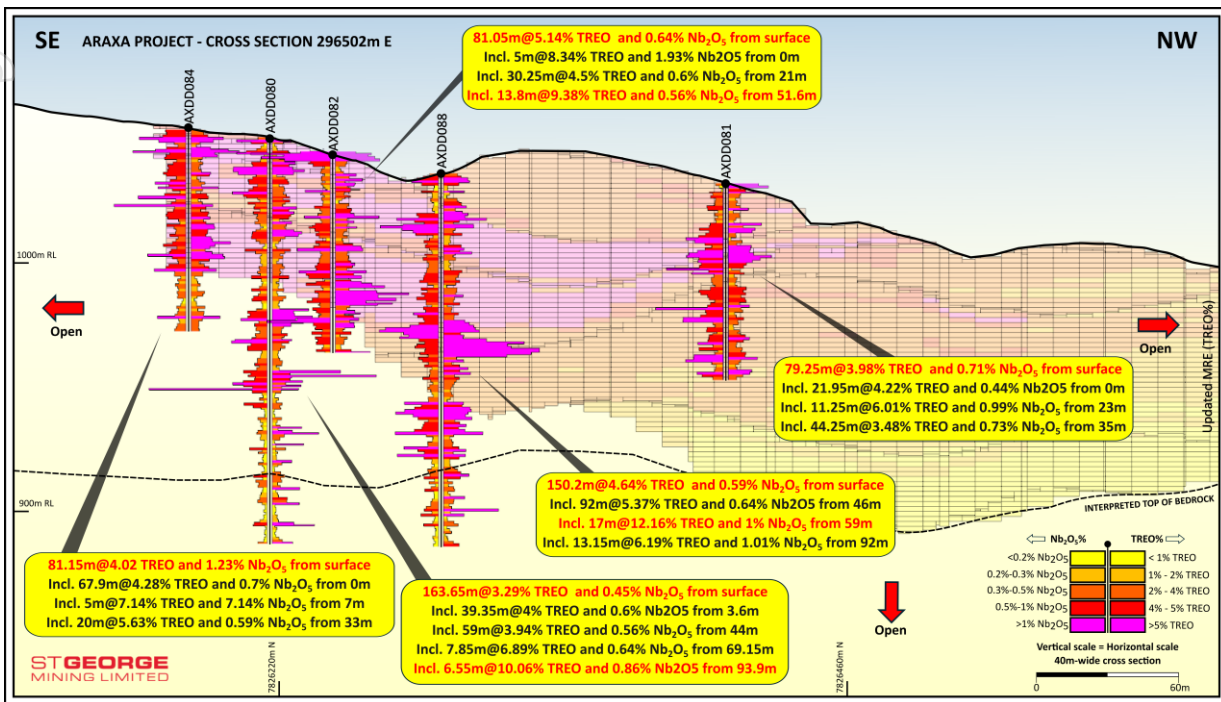 SE ARAXA PROJECT - CROSS SECTION 296502m E
NW
81.05m@5.14% TREO and 0.64% Nb₂O₅ from surface
Incl. 5m@8.34% TREO and 1.93% Nb2O5 from 0m
Incl. 30.25m@4.5% TREO and 0.6% Nb₂O₅ from 21m
Incl. 13.8m@9.38% TREO and 0.56% Nb₂O₅ from 51.6m
AXDD084
AXDD080
AXDD082
AXDD088
AXDD081
1000m RL
Open
Open
Updated MRE (TREO%)
79.25m@3.98% TREO and 0.71% Nb₂O₅ from surface
Incl. 21.95m@4.22% TREO and 0.44% Nb2O5 from 0m
Incl. 11.25m@6.01% TREO and 0.99% Nb₂O₅ from 23m
Incl. 44.25m@3.48% TREO and 0.73% Nb₂O₅ from 35m
150.2m@4.64% TREO and 0.59% Nb₂O₅ from surface
Incl. 92m@5.37% TREO and 0.64% Nb2O5 from 46m
Incl. 17m@12.16% TREO and 1% Nb₂O₅ from 59m
Incl. 13.15m@6.19% TREO and 1.01% Nb₂O₅ from 92m
900m RL
INTERPRETED TOP OF BEDROCK
81.15m@4.02 TREO and 1.23% Nb₂O₅ from surface
Incl. 67.9m@4.28% TREO and 0.7% Nb₂O₅ from 0m
Incl. 5m@7.14% TREO and 7.14% Nb₂O₅ from 7m
Incl. 20m@5.63% TREO and 0.59% Nb₂O₅ from 33m
163.65m@3.29% TREO and 0.45% Nb₂O₅ from surface
Incl. 39.35m@4% TREO and 0.6% Nb2O5 from 3.6m
Incl. 59m@3.94% TREO and 0.56% Nb₂O₅ from 44m
Incl. 7.85m@6.89% TREO and 0.64% Nb₂O₅ from 69.15m
Incl. 6.55m@10.06% TREO and 0.86% Nb2O5 from 93.9m
Open
Nb₂O₅% TREO%
<0.2% Nb₂O₅ < 1% TREO
0.2%-0.3% Nb₂O₅ 1% - 2% TREO
0.3%-0.5% Nb₂O₅ 2% - 4% TREO
0.5%-1% Nb₂O₅ 4% - 5% TREO
>1% Nb₂O₅ >5% TREO
Vertical scale = Horizontal scale
40m-wide cross section
0 60m
7826220m N
7826460m N
ST GEORGE
MINING LIMITED